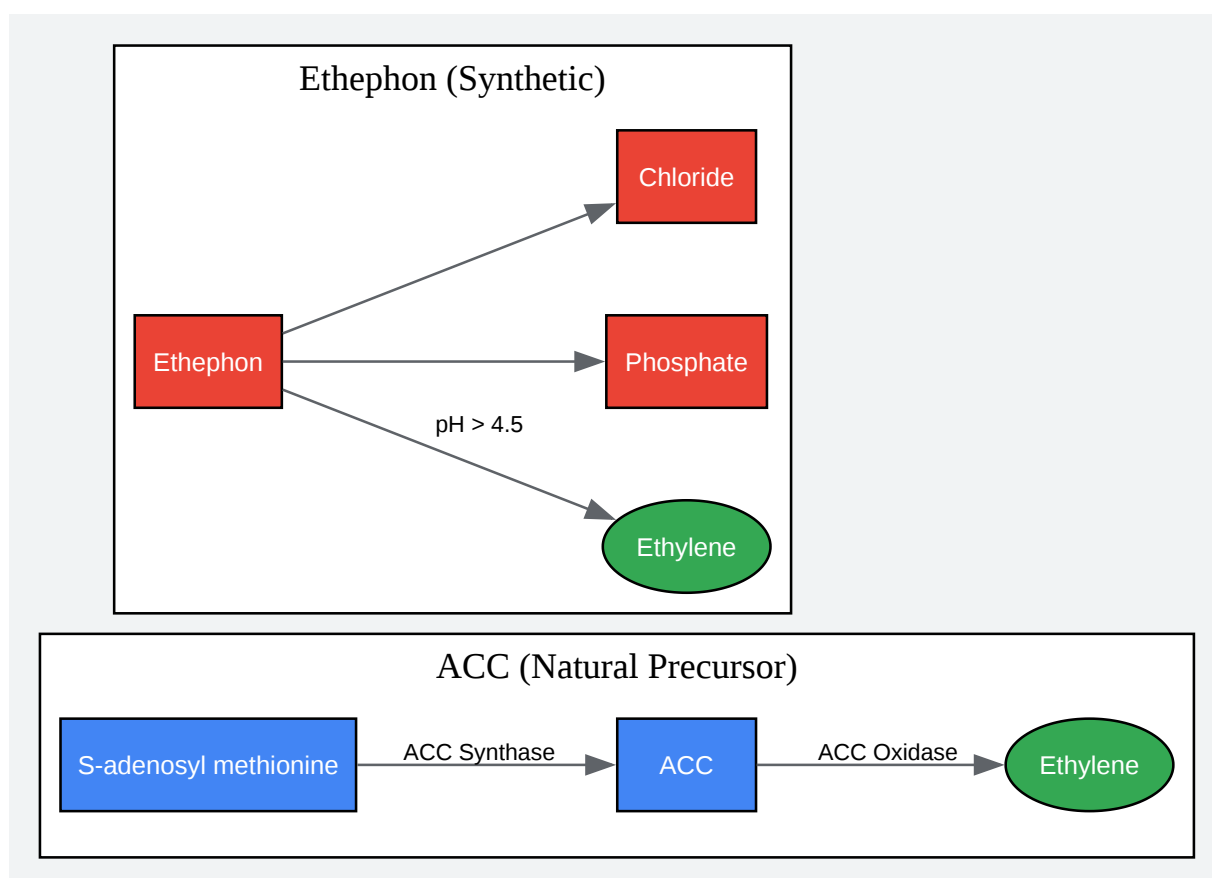 Ethephon (Synthetic)
Chloride
Ethephon
Phosphate
pH > 4.5
Ethylene
ACC (Natural Precursor)
S-adenosyl methionine
ACC Synthase
ACC
ACC Oxidase
Ethylene